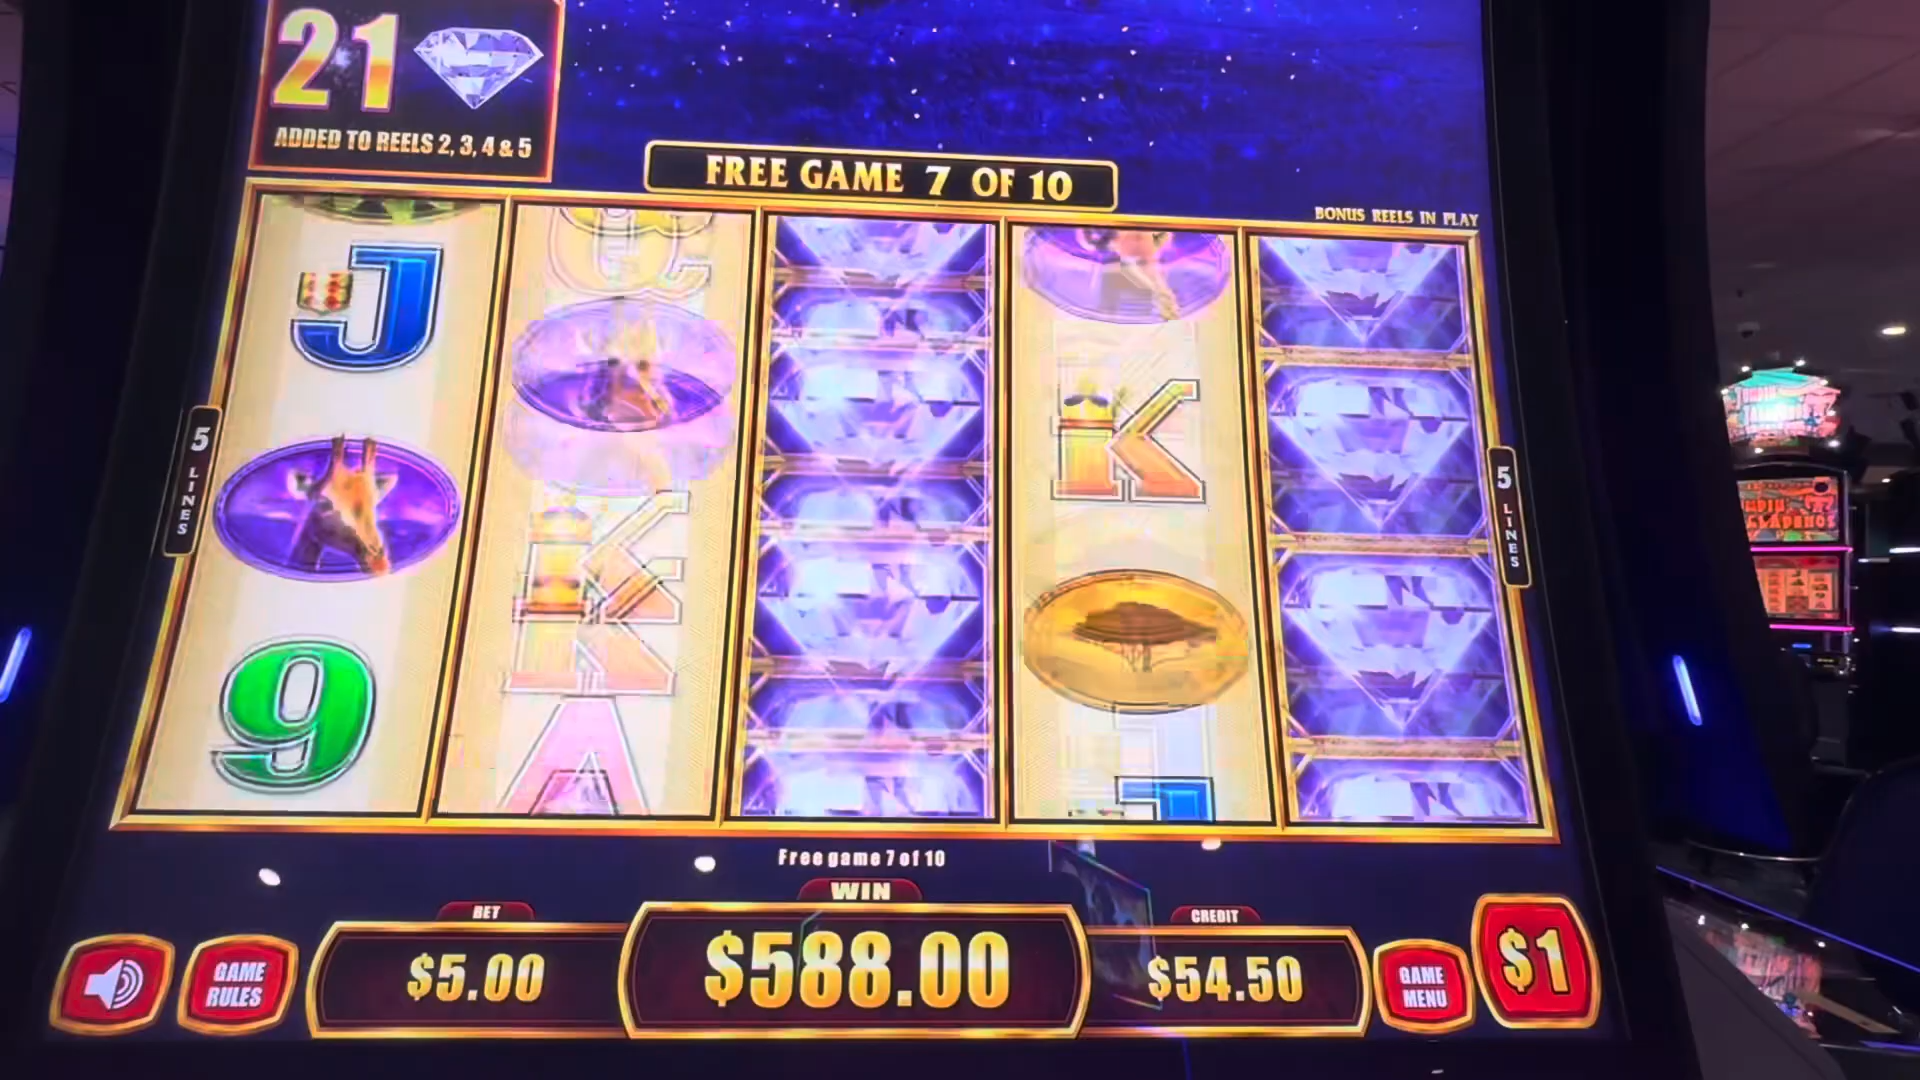 21
ADDED TO REELS 2, 3, 4 & 5
FREE GAME 7 OF 10
BONUS REELS IN PLAY
J
K
9
K
A
5 LINES
5 LINES
Free game 7 of 10
WIN
BET
CREDIT
$5.00
$588.00
$54.50
GAME RULES
GAME MENU
$1